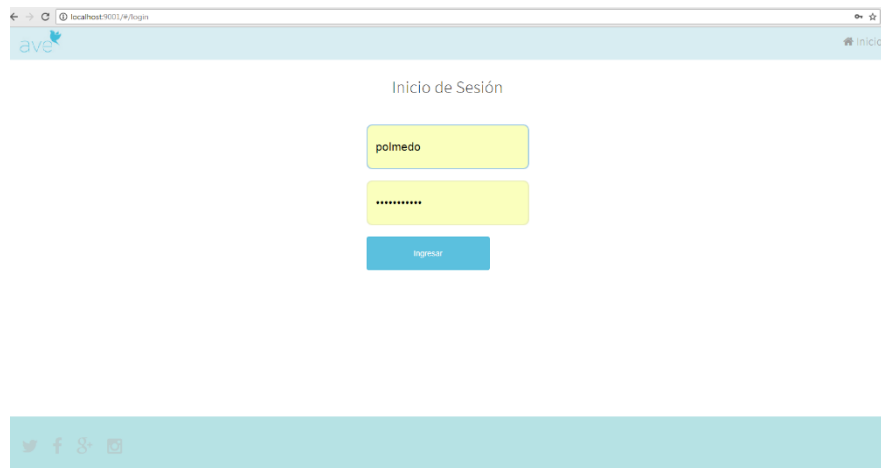 localhost:9001/#/login
ave
Inicio
Inicio de Sesión
polmedo
•••••••••••
Ingresar